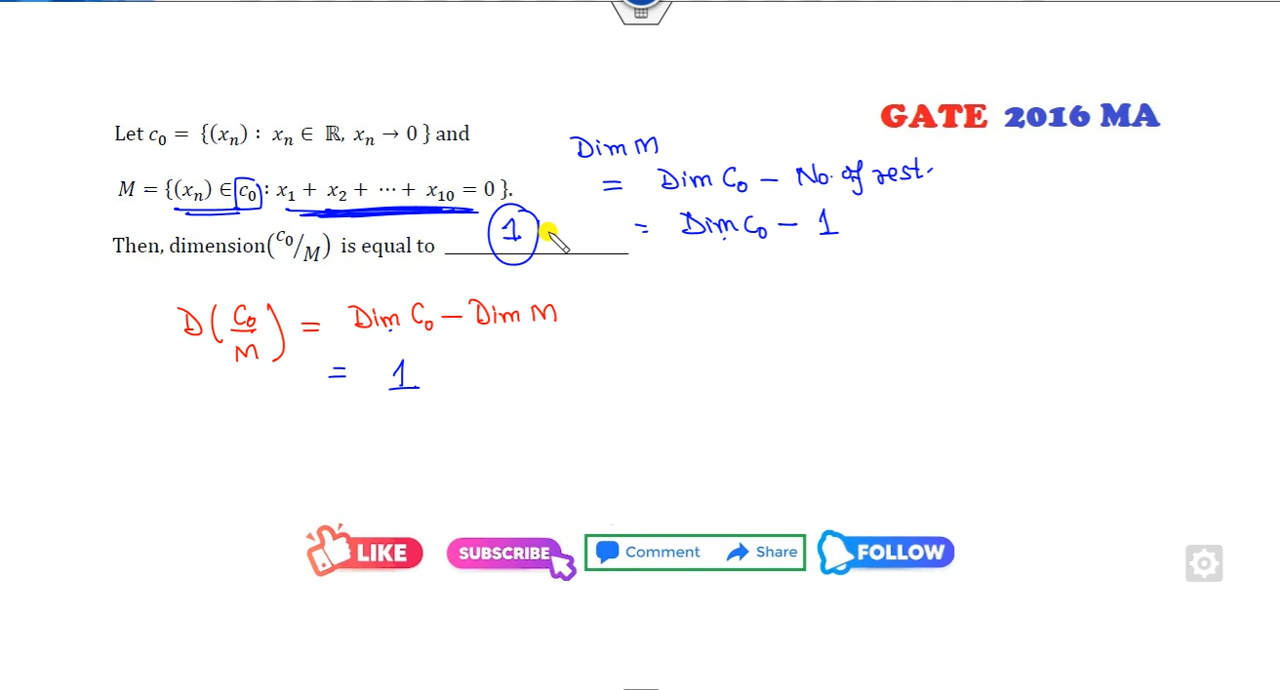 GATE 2016 MA
Let c₀ = {(xₙ) : xₙ ∈ ℝ, xₙ → 0 } and
M = {(xₙ) ∈ c₀ : x₁ + x₂ + ⋯ + x₁₀ = 0 }.
Then, dimension(c₀/M) is equal to ____________ 1
Dim M
= Dim C₀ − No. of rest.
= Dim C₀ − 1
D(C₀/M) = Dim C₀ − Dim M
= 1
LIKE SUBSCRIBE Comment Share FOLLOW